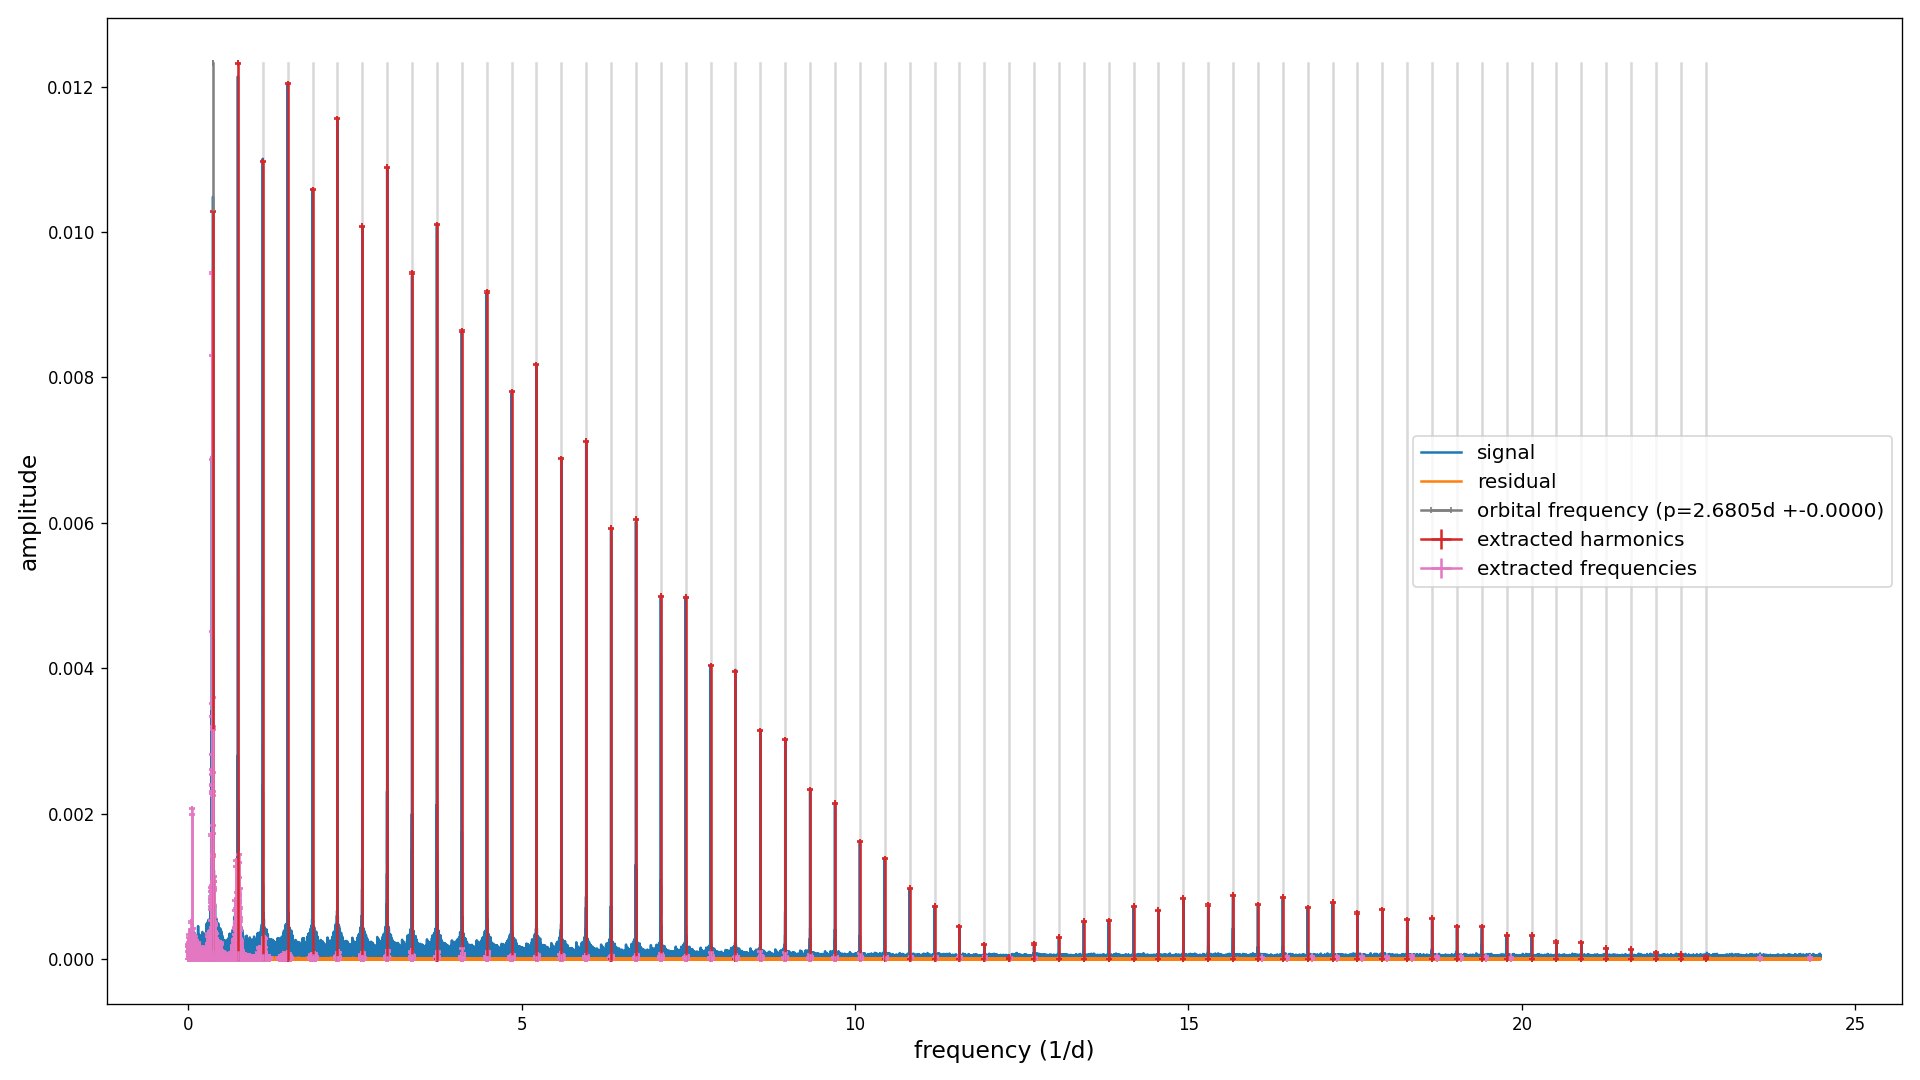 0.012
0.010
0.008
0.006
0.004
0.002
0.000
amplitude
0
5
10
15
20
25
frequency (1/d)
signal
residual
orbital frequency (p=2.6805d +-0.0000)
extracted harmonics
extracted frequencies